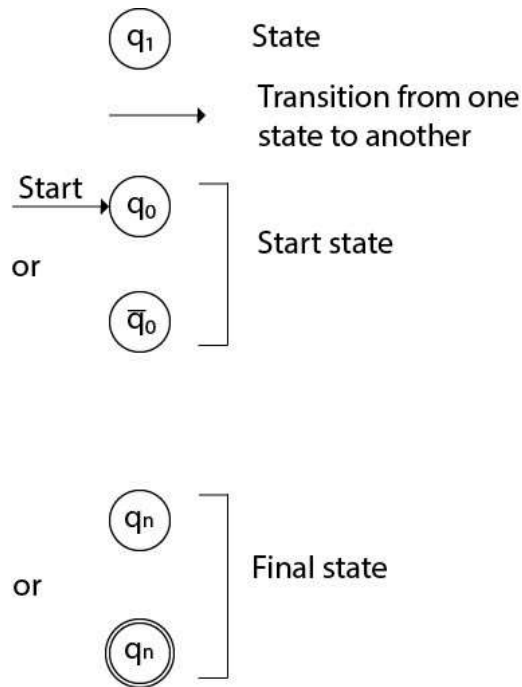 q₁ State
Transition from one
state to another
Start
q₀
Start state
or
q̅₀
qₙ
Final state
or
qₙ